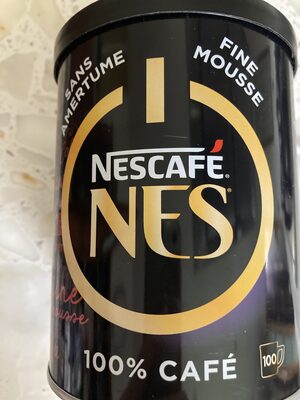 SANS
AMERTUME
FINE
MOUSSE
NESCAFÉ
NES
100% CAFÉ
100